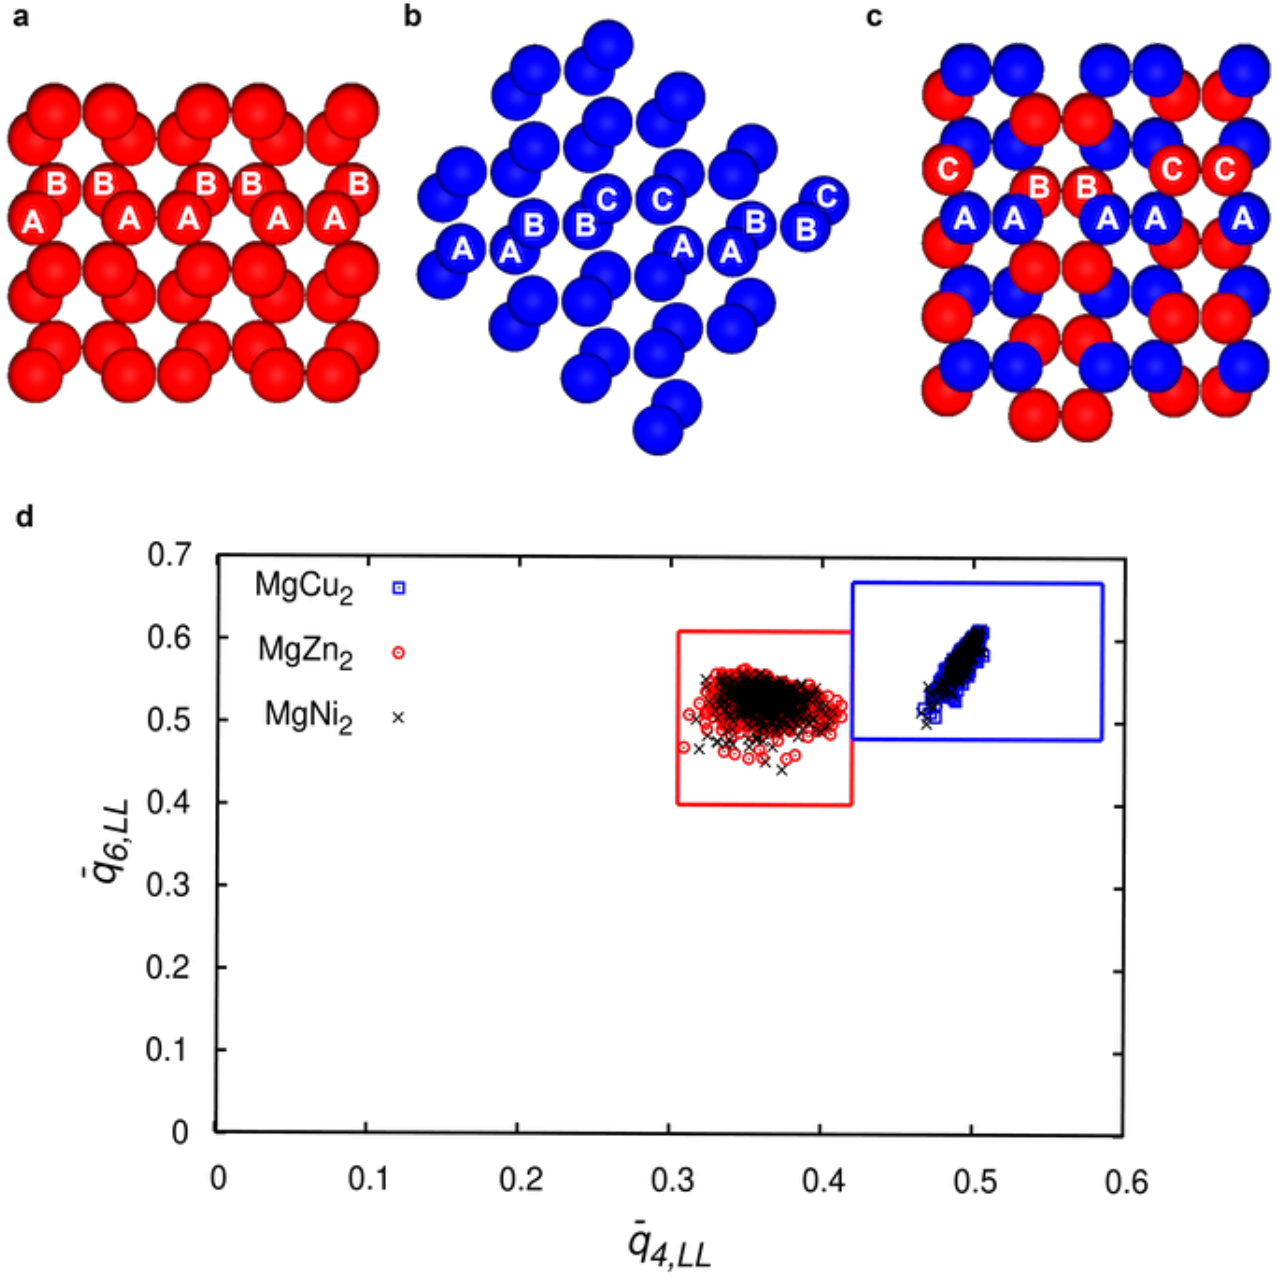 a b c
B B B B B
A A A A A
C C C
B B B B
A A A A
C C C
B B
A A A A A
d
0.7
0.6
0.5
0.4
0.3
0.2
0.1
0
MgCu2
MgZn2
MgNi2
q̄6,LL
0 0.1 0.2 0.3 0.4 0.5 0.6
q̄4,LL